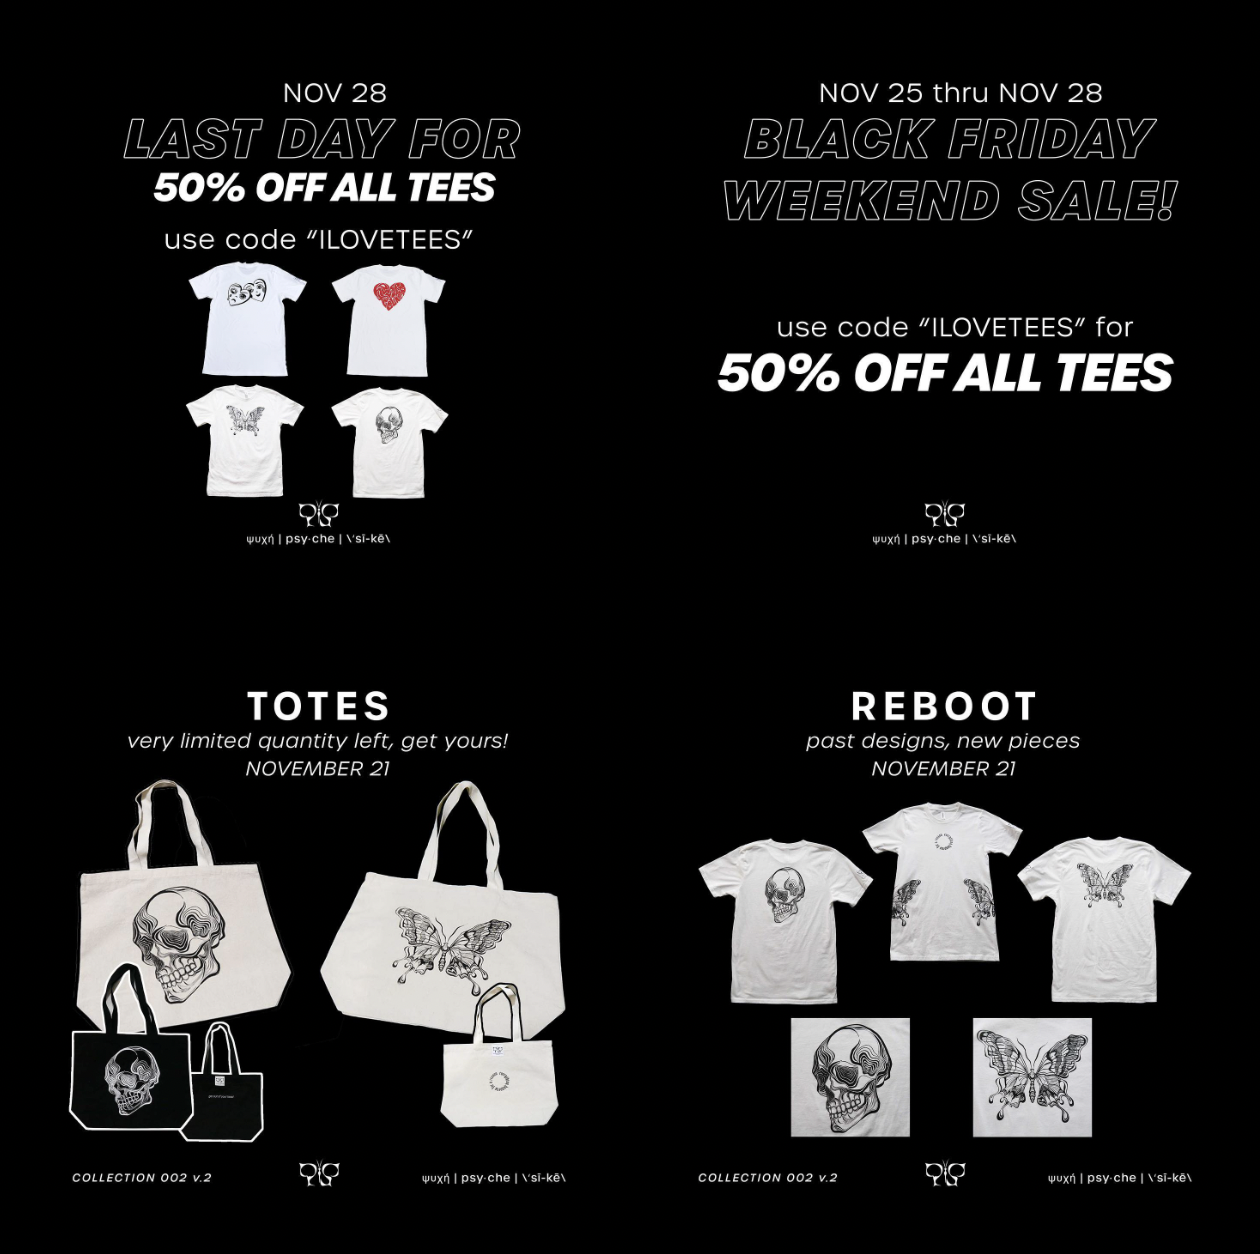 NOV 28
LAST DAY FOR
50% OFF ALL TEES
use code “ILOVETEES”
ψυχή | psy·che | \ˈsī-kē\
NOV 25 thru NOV 28
BLACK FRIDAY
WEEKEND SALE!
use code “ILOVETEES” for
50% OFF ALL TEES
ψυχή | psy·che | \ˈsī-kē\
TOTES
very limited quantity left, get yours!
NOVEMBER 21
COLLECTION 002 v.2
ψυχή | psy·che | \ˈsī-kē\
REBOOT
past designs, new pieces
NOVEMBER 21
COLLECTION 002 v.2
ψυχή | psy·che | \ˈsī-kē\